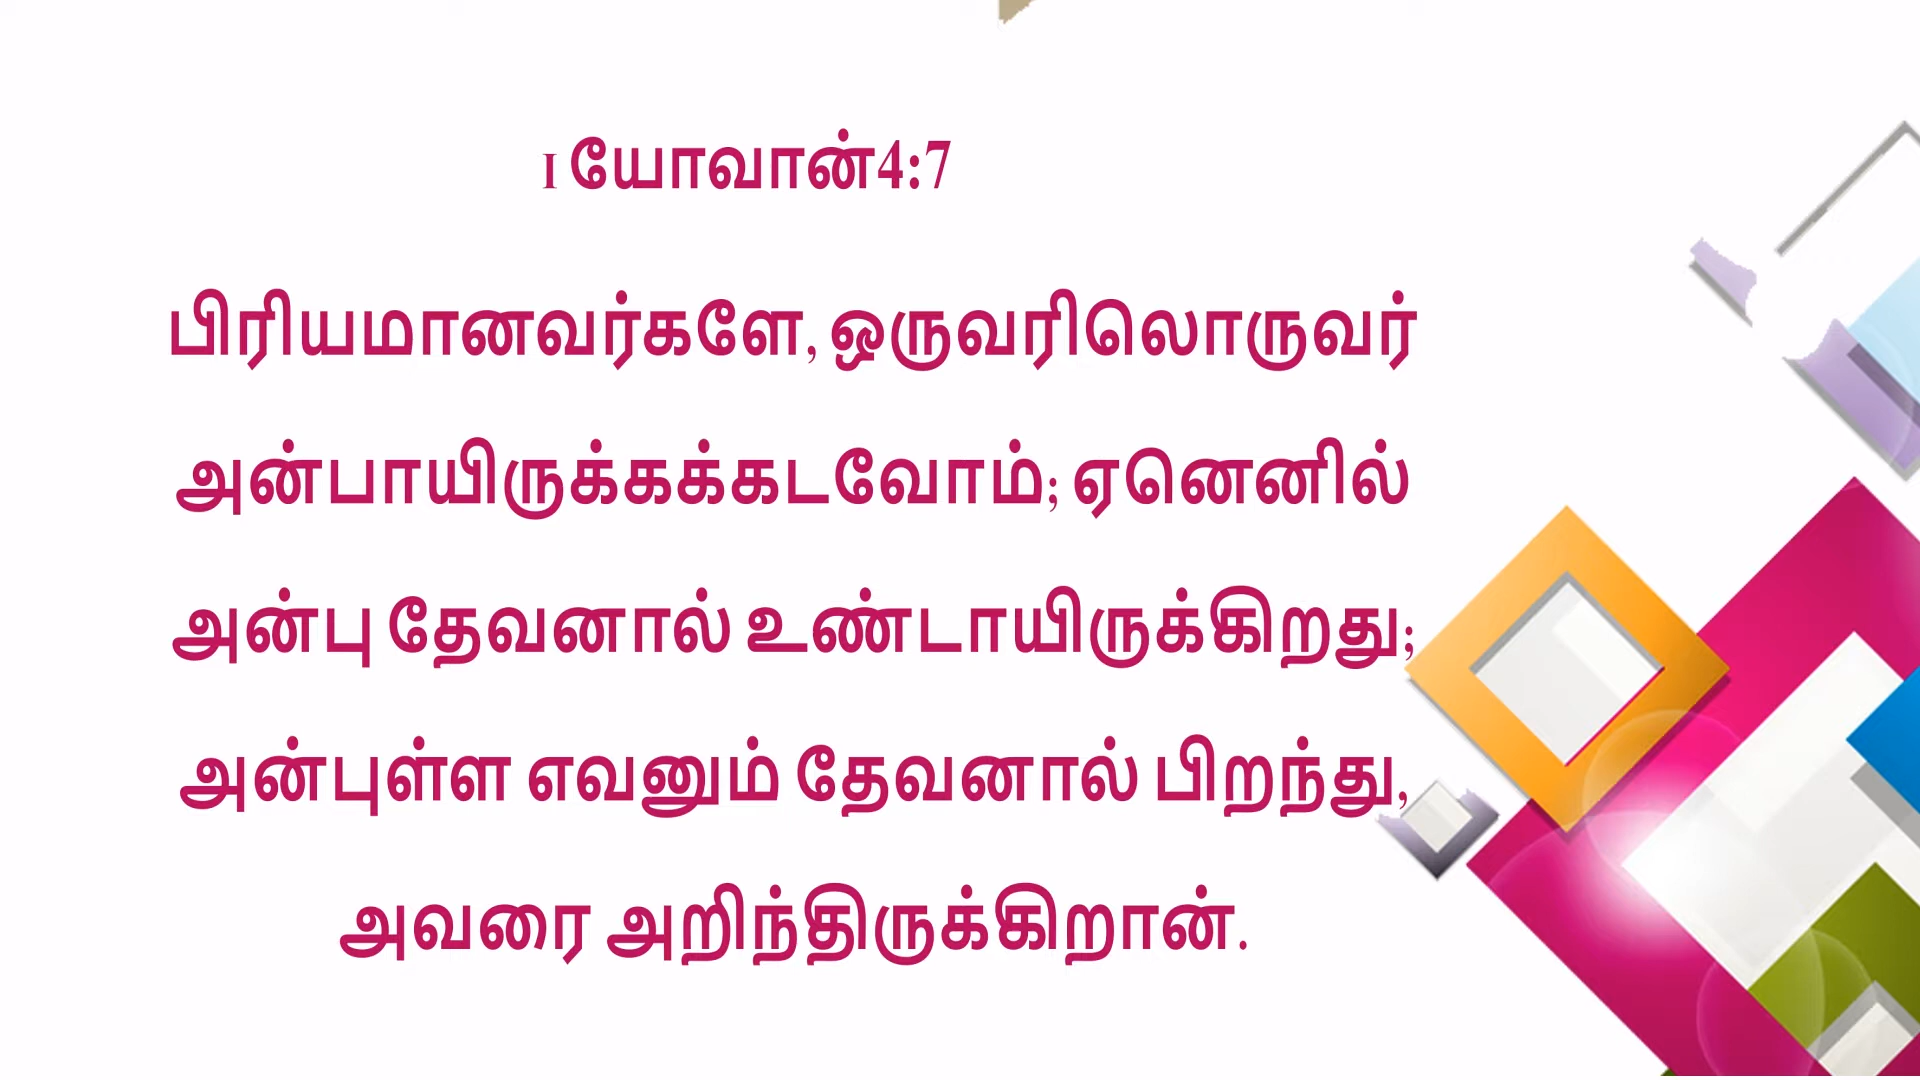 I யோவான்4:7
பிரியமானவர்களே, ஒருவரிலொருவர்
அன்பாயிருக்கக்கடவோம்; ஏனெனில்
அன்பு தேவனால் உண்டாயிருக்கிறது;
அன்புள்ள எவனும் தேவனால் பிறந்து,
அவரை அறிந்திருக்கிறான்.